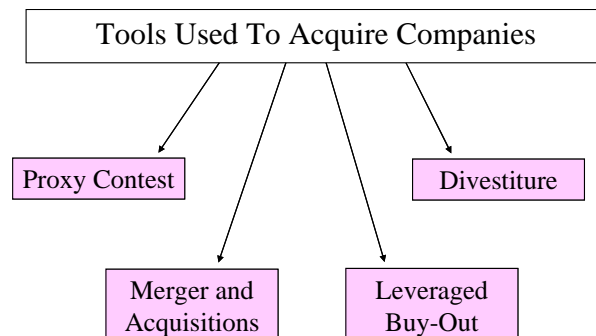 Tools Used To Acquire Companies
Proxy Contest
Divestiture
Merger and
Acquisitions
Leveraged
Buy-Out